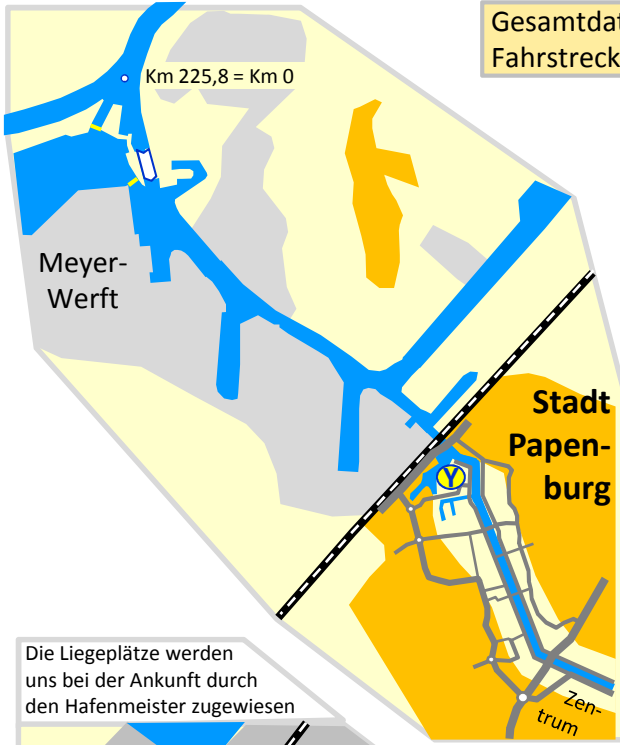 Gesamtdat
Fahrstreck
Km 225,8 = Km 0
Meyer-
Werft
Stadt
Papen-
burg
Y
Zen-
trum
Die Liegeplätze werden
uns bei der Ankunft durch
den Hafenmeister zugewiesen